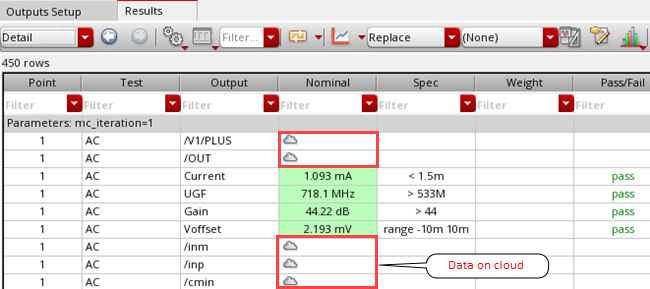 Outputs Setup Results
Detail Filter... Replace (None)
450 rows
Point Test Output Nominal Spec Weight Pass/Fail
Filter Filter Filter Filter Filter Filter Filter
Parameters: mc_iteration=1
1 AC /V1/PLUS
1 AC /OUT
1 AC Current 1.093 mA < 1.5m pass
1 AC UGF 718.1 MHz > 533M pass
1 AC Gain 44.22 dB > 44 pass
1 AC Voffset 2.193 mV range -10m 10m pass
1 AC /inm
1 AC /inp Data on cloud
1 AC /cmin